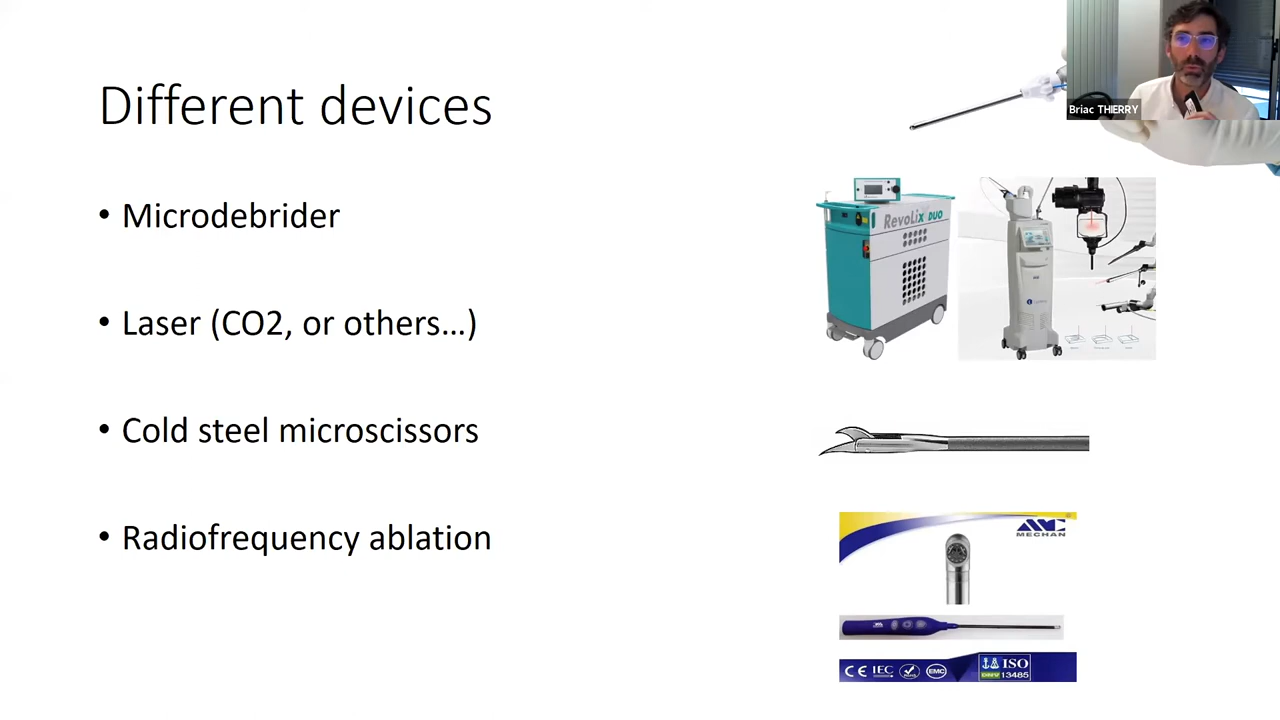 Different devices
Briac THIERRY
• Microdebrider
RevoLix DUO
• Laser (CO2, or others…)
• Cold steel microscissors
MECHAN
• Radiofrequency ablation
CE IEC RoHS EMC ISO
13485